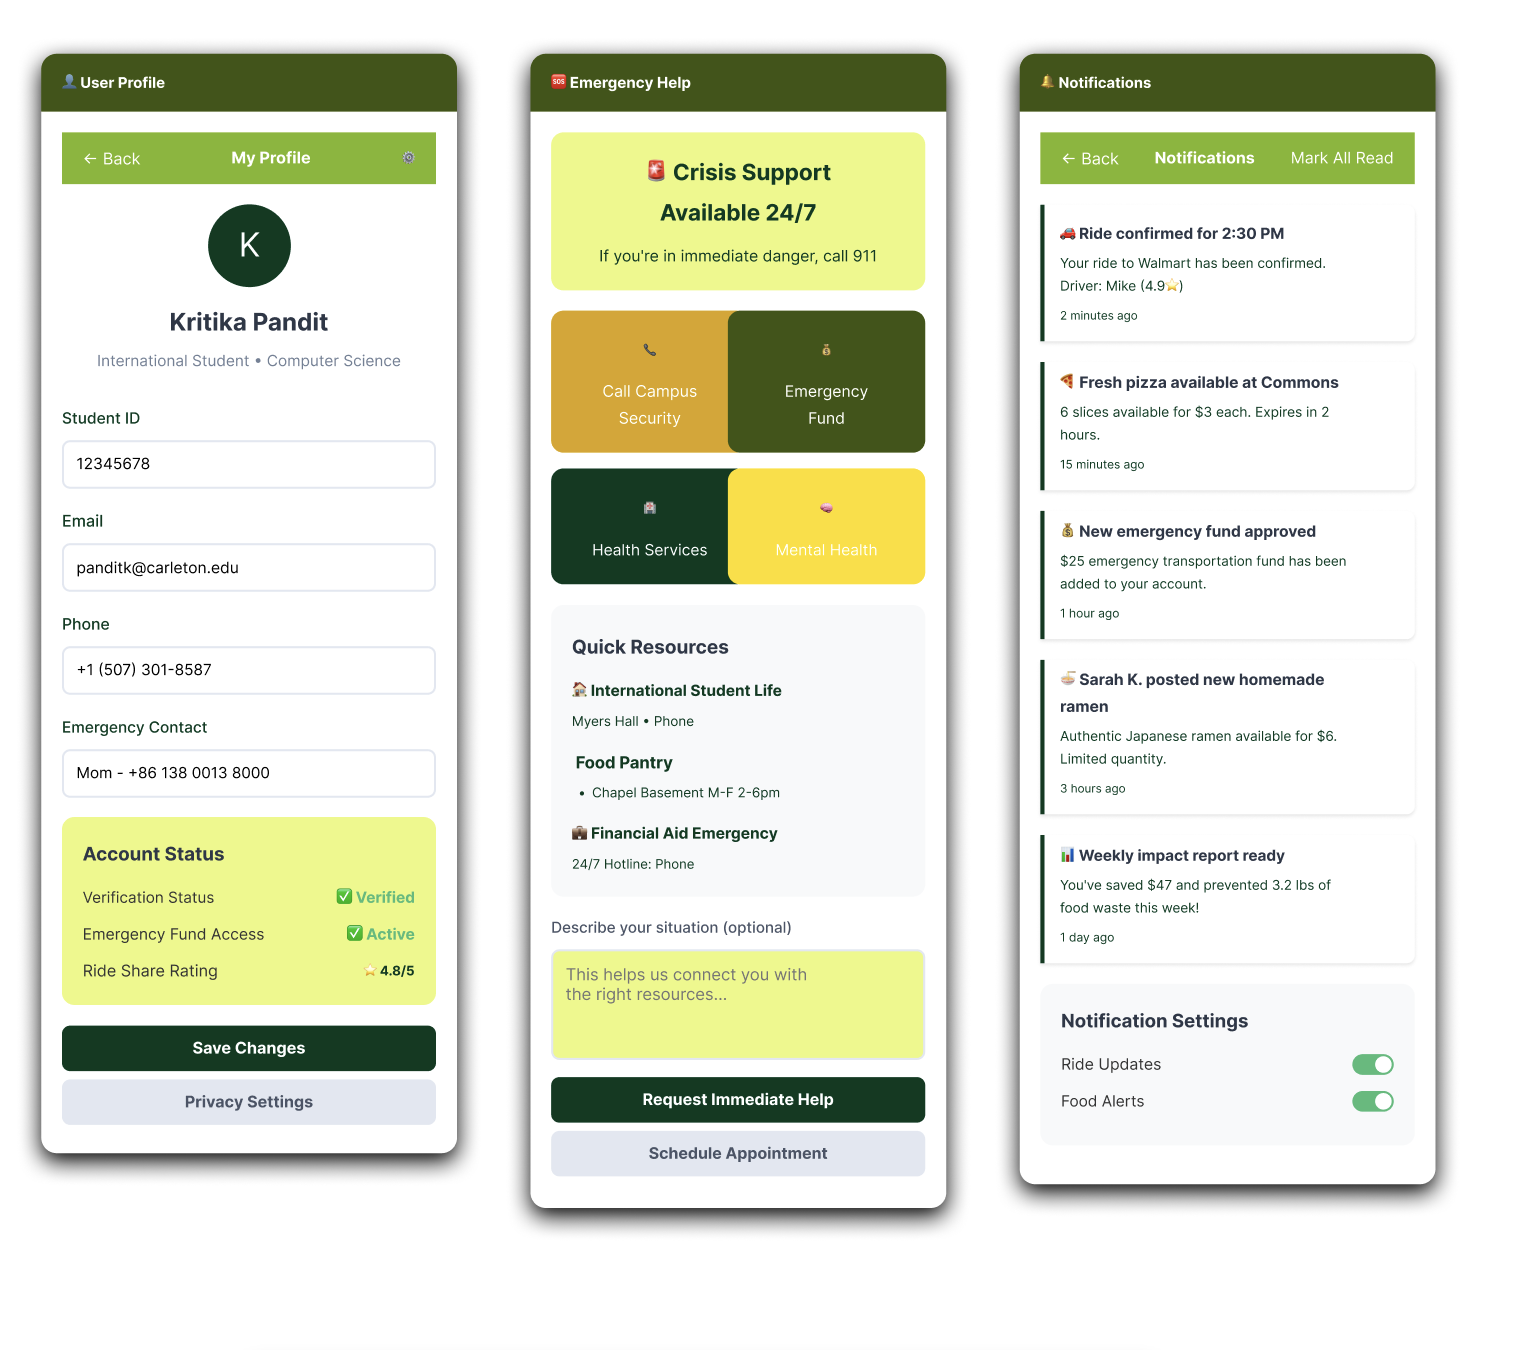 User Profile
← Back
My Profile
K
Kritika Pandit
International Student • Computer Science
Student ID
12345678
Email
panditk@carleton.edu
Phone
+1 (507) 301-8587
Emergency Contact
Mom - +86 138 0013 8000
Account Status
Verification Status
✅ Verified
Emergency Fund Access
✅ Active
Ride Share Rating
⭐ 4.8/5
Save Changes
Privacy Settings
🆘 Emergency Help
🚨 Crisis Support
Available 24/7
If you're in immediate danger, call 911
Call Campus
Security
Emergency
Fund
Health Services
Mental Health
Quick Resources
🏠 International Student Life
Myers Hall • Phone
Food Pantry
• Chapel Basement M-F 2-6pm
💼 Financial Aid Emergency
24/7 Hotline: Phone
Describe your situation (optional)
This helps us connect you with
the right resources...
Request Immediate Help
Schedule Appointment
🔔 Notifications
← Back
Notifications
Mark All Read
🚗 Ride confirmed for 2:30 PM
Your ride to Walmart has been confirmed.
Driver: Mike (4.9⭐)
2 minutes ago
🍕 Fresh pizza available at Commons
6 slices available for $3 each. Expires in 2
hours.
15 minutes ago
💰 New emergency fund approved
$25 emergency transportation fund has been
added to your account.
1 hour ago
🍜 Sarah K. posted new homemade
ramen
Authentic Japanese ramen available for $6.
Limited quantity.
3 hours ago
📊 Weekly impact report ready
You've saved $47 and prevented 3.2 lbs of
food waste this week!
1 day ago
Notification Settings
Ride Updates
Food Alerts